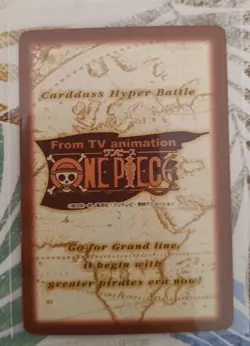 Carddass Hyper Battle
From TV animation
ワンピース
ONE PIECE
Go for Grand line,
it begin with
greater pirates era now!